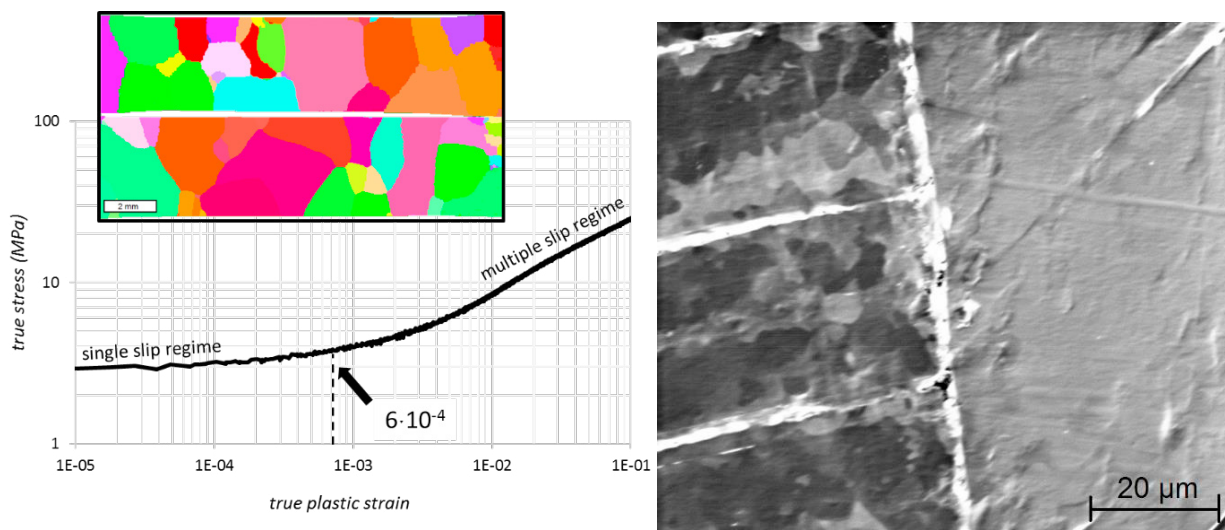 2 mm
100
10
1
true stress (MPa)
single slip regime
multiple slip regime
6·10⁻⁴
1E-05
1E-04
1E-03
1E-02
1E-01
true plastic strain
20 µm